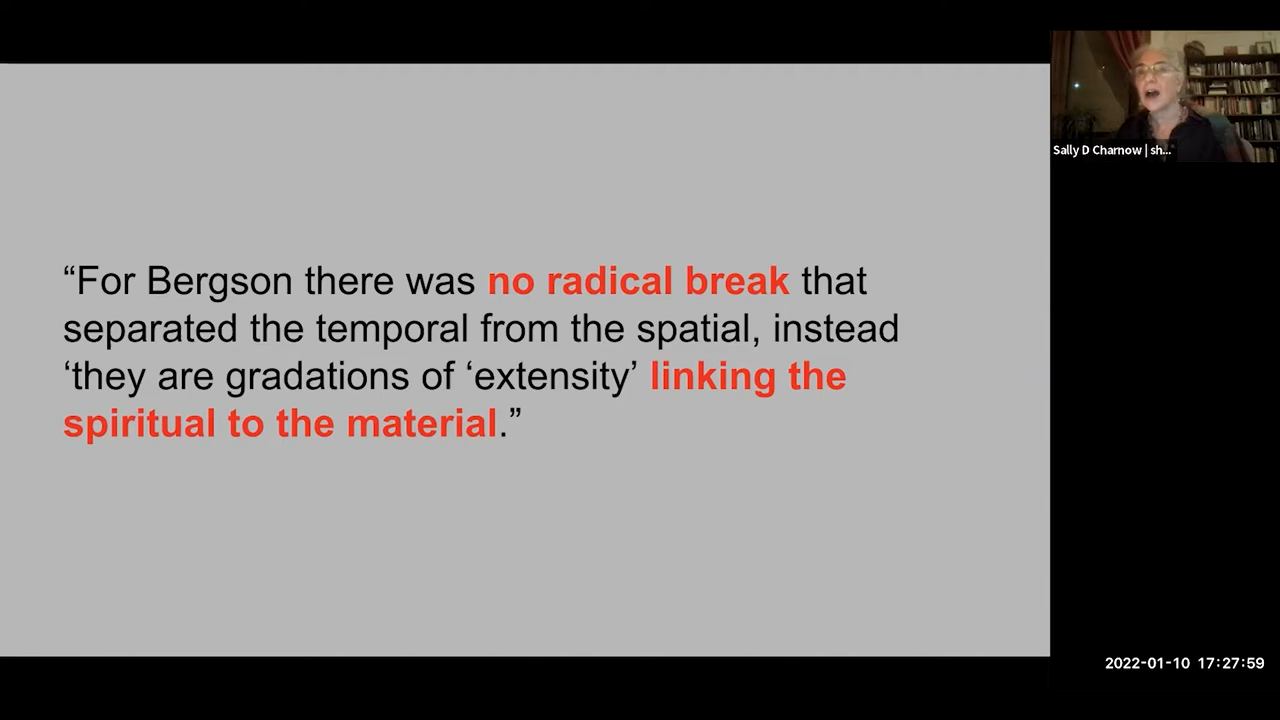 “For Bergson there was no radical break that
separated the temporal from the spatial, instead
‘they are gradations of ‘extensity’ linking the
spiritual to the material.”
Sally D Charnow | sh...
2022-01-10 17:27:59